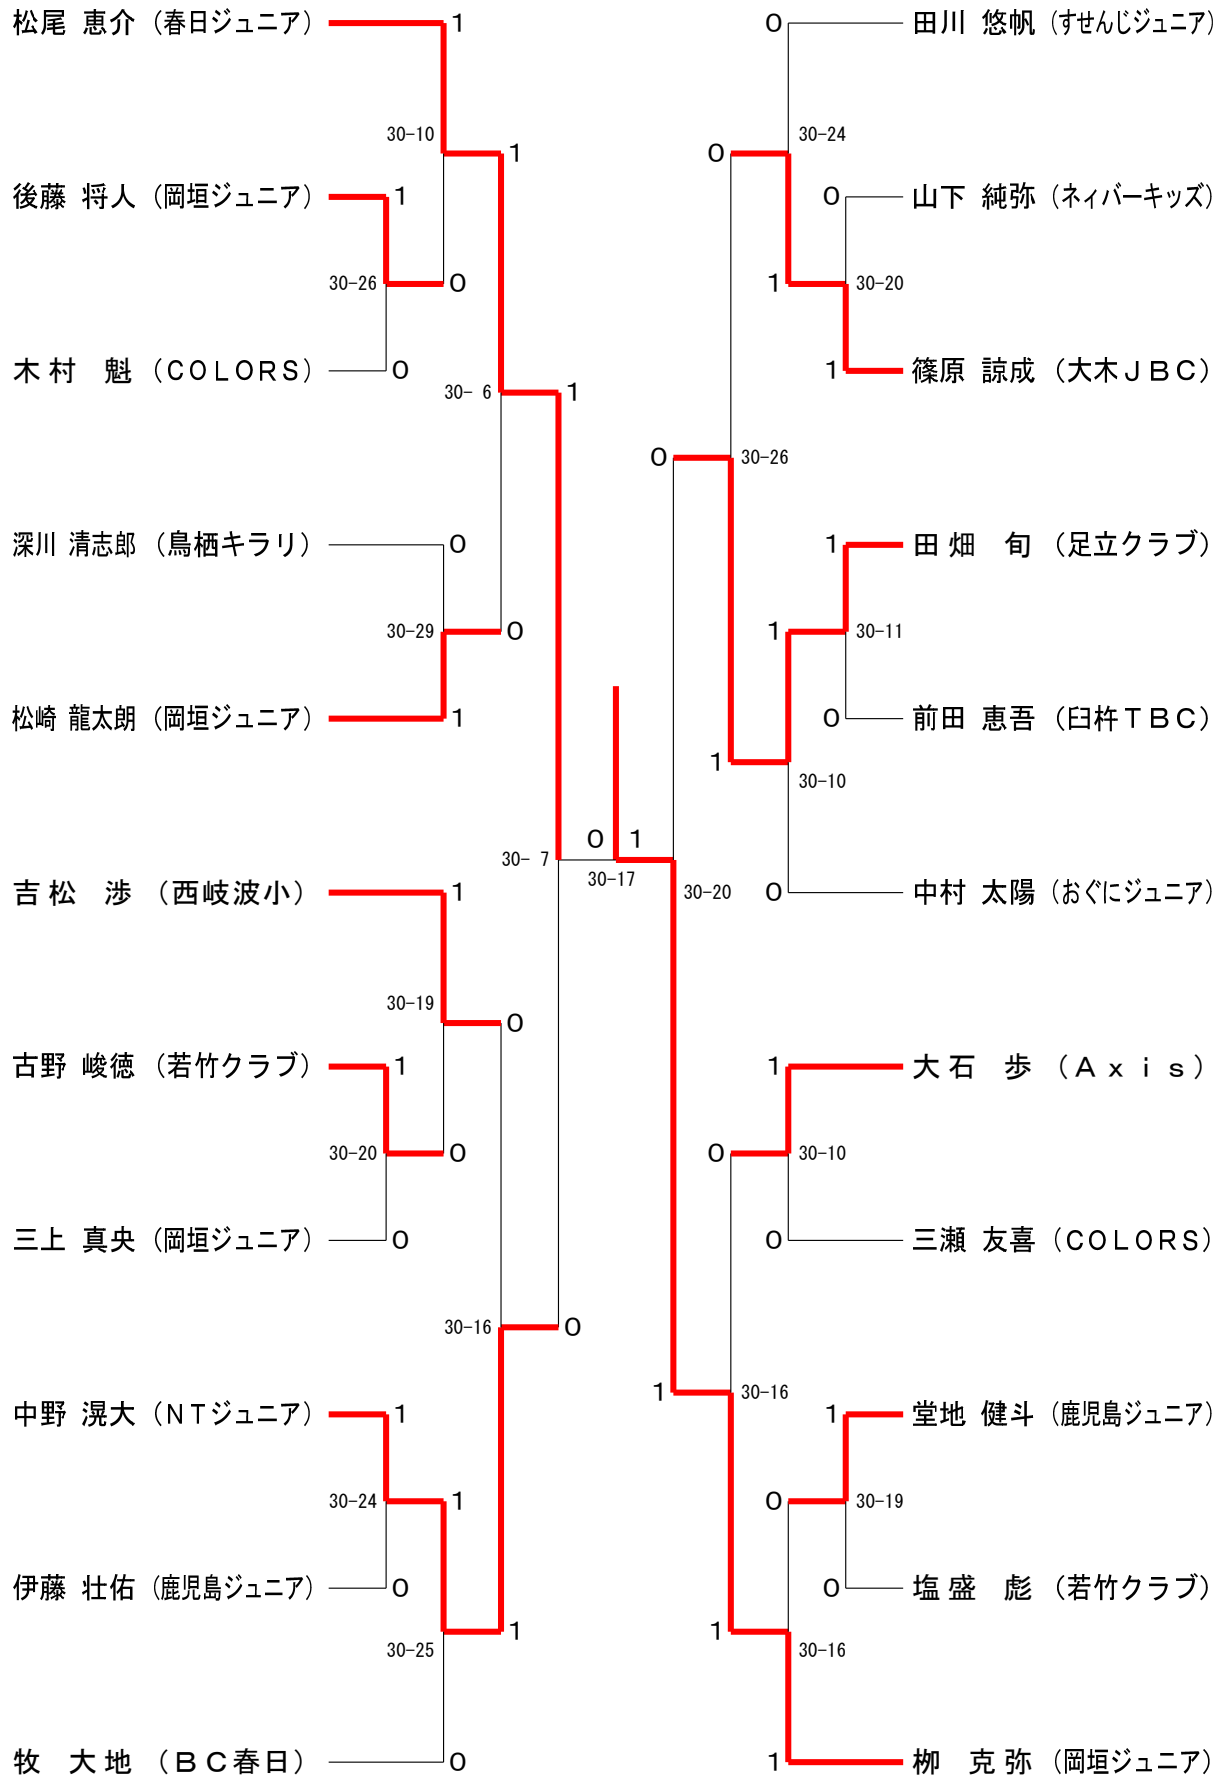 松尾 恵介 (春日ジュニア) 1
0 田川 悠帆 (すせんじジュニア)
30-10
30-24
1
0
後藤 将人 (岡垣ジュニア) 1
0 山下 純弥 (ネィバーキッズ)
30-26 0
1 30-20
木村 魁 (COLORS) 0
1 篠原 諒成 (大木JBC)
30- 6 1
0 30-26
深川 清志郎 (鳥栖キラリ) 0
1 田畑 旬 (足立クラブ)
30-29 0
1 30-11
松崎 龍太朗 (岡垣ジュニア) 1
0 前田 恵吾 (臼杵TBC)
1
30-10
0 1
30- 7
30-17
30-20
吉松 渉 (西岐波小) 1
0 中村 太陽 (おぐにジュニア)
30-19
0
古野 峻徳 (若竹クラブ) 1
1 大石 歩 (Axis)
30-20 0
0 30-10
三上 真央 (岡垣ジュニア) 0
0 三瀬 友喜 (COLORS)
30-16 0
1 30-16
中野 滉大 (NTジュニア) 1
1 堂地 健斗 (鹿児島ジュニア)
30-24 1
0 30-19
伊藤 壮佑 (鹿児島ジュニア) 0
0 塩盛 彪 (若竹クラブ)
1
1
30-25
30-16
牧 大地 (BC春日) 0
1 栁 克弥 (岡垣ジュニア)